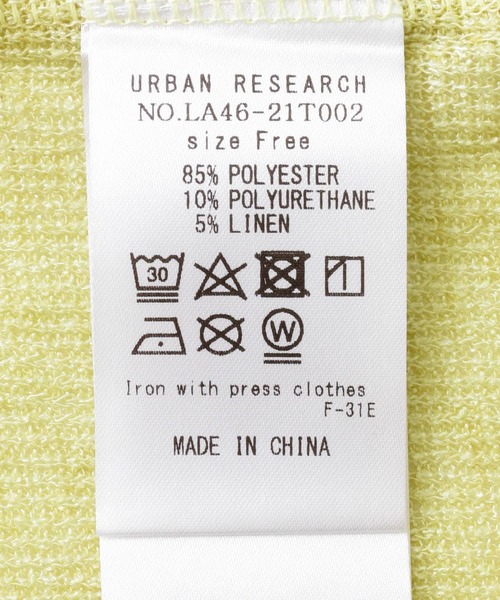 URBAN RESEARCH
NO.LA46-21T002
size Free
85% POLYESTER
10% POLYURETHANE
5% LINEN
30
W
Iron with press clothes
F-31E
MADE IN CHINA